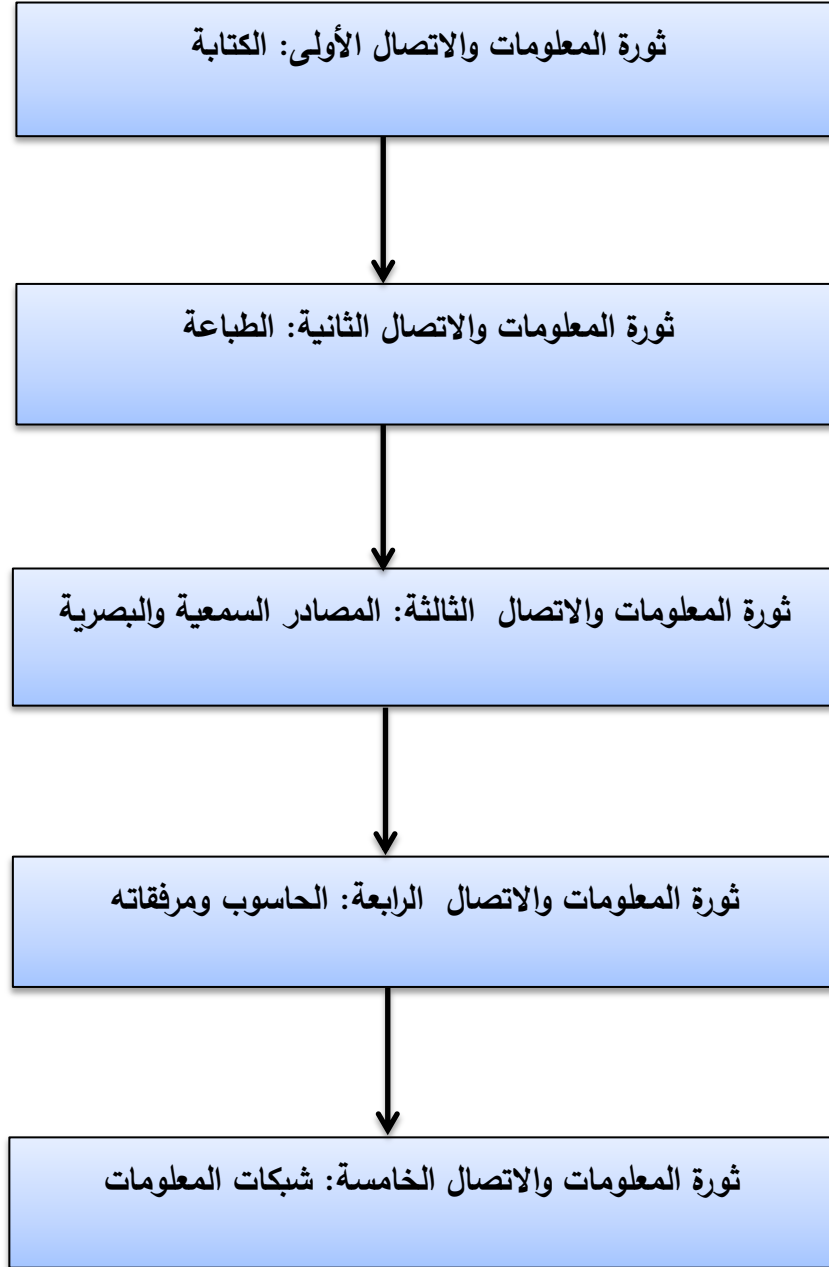 ثورة المعلومات والاتصال الأولى: الكتابة
ثورة المعلومات والاتصال الثانية: الطباعة
ثورة المعلومات والاتصال الثالثة: المصادر السمعية والبصرية
ثورة المعلومات والاتصال الرابعة: الحاسوب ومرفقاته
ثورة المعلومات والاتصال الخامسة: شبكات المعلومات